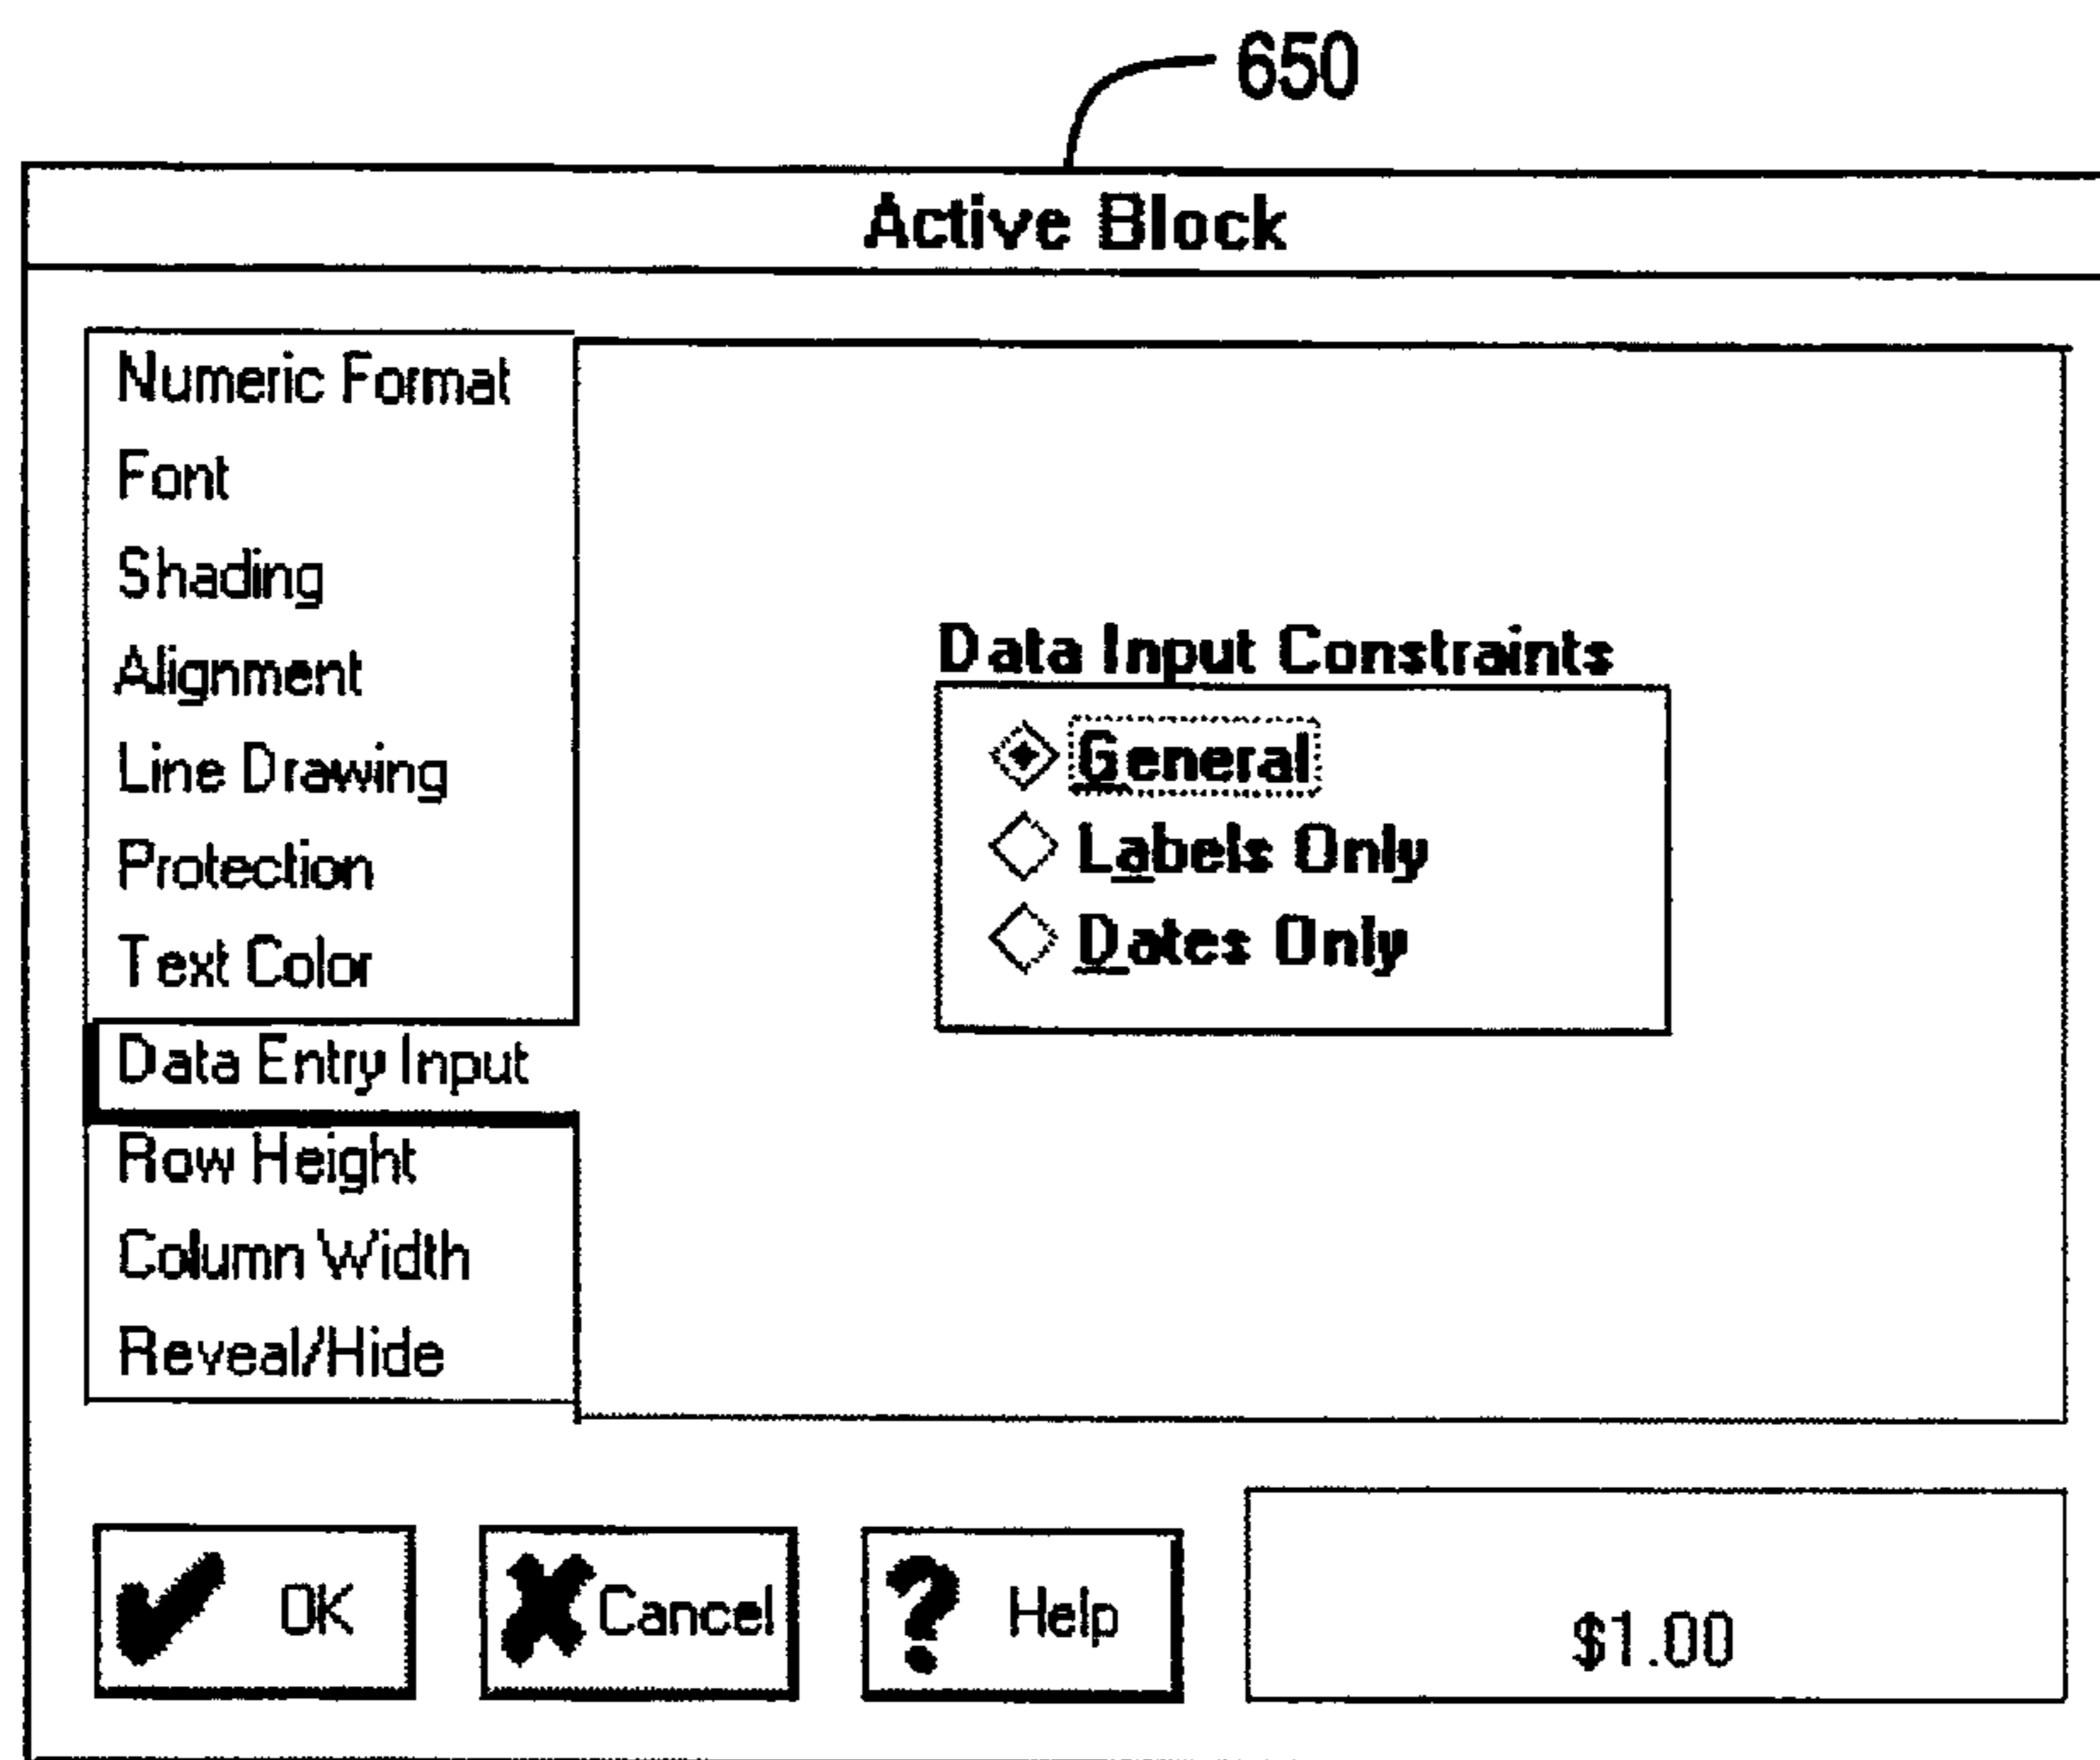 650
Active Block
Numeric Format
Font
Shading
Alignment
Line Drawing
Protection
Text Color
Data Entry Input
Row Height
Column Width
Reveal/Hide
Data Input Constraints
General
Labels Only
Dates Only
OK
Cancel
? Help
$1.00